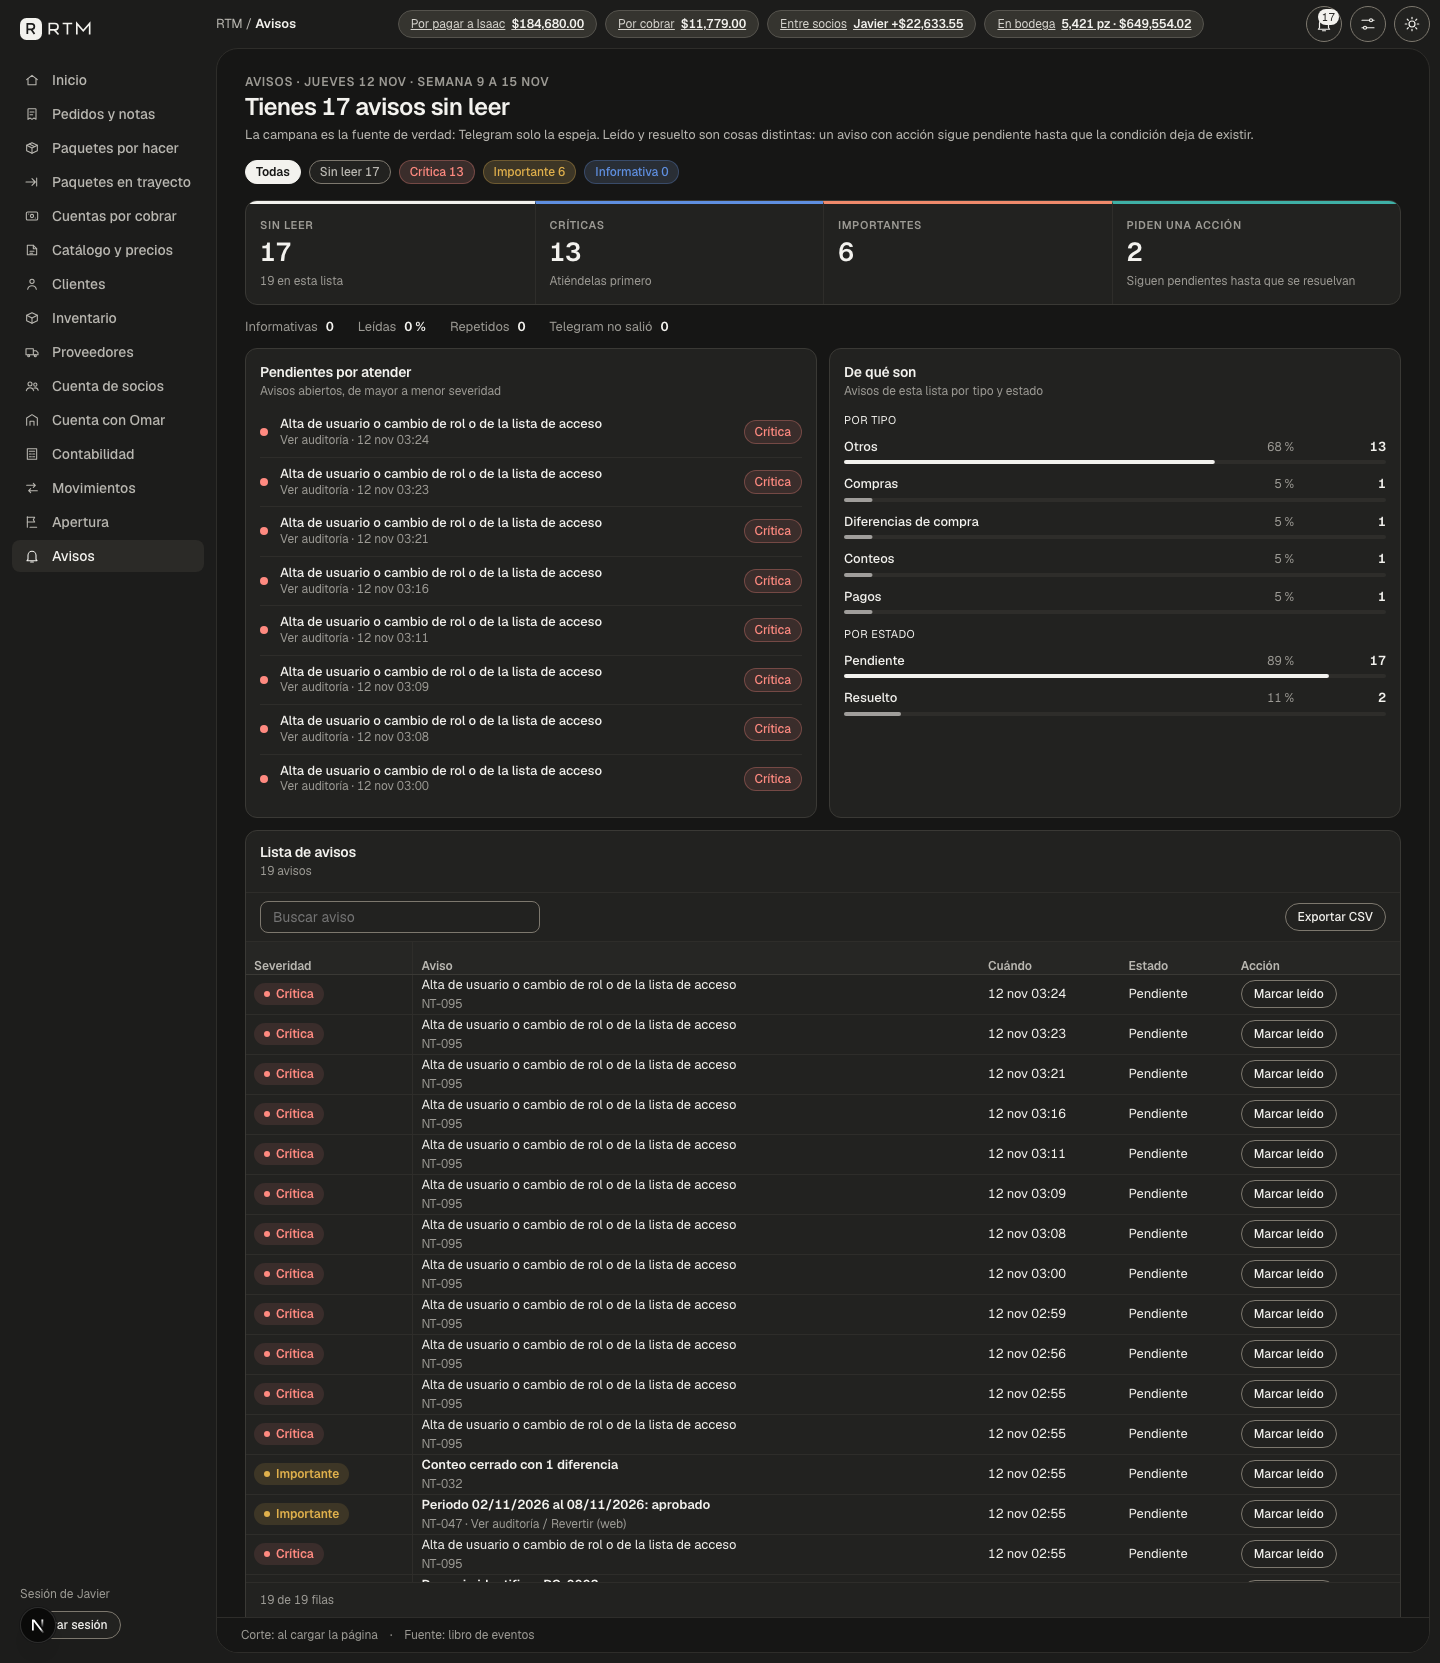 R RTM
RTM / Avisos
Por pagar a Isaac $184,680.00
Por cobrar $11,779.00
Entre socios Javier +$22,633.55
En bodega 5,421 pz · $649,554.02
17
Inicio
Pedidos y notas
Paquetes por hacer
Paquetes en trayecto
Cuentas por cobrar
Catálogo y precios
Clientes
Inventario
Proveedores
Cuenta de socios
Cuenta con Omar
Contabilidad
Movimientos
Apertura
Avisos
Sesión de Javier
N ar sesión
AVISOS · JUEVES 12 NOV · SEMANA 9 A 15 NOV
Tienes 17 avisos sin leer
La campana es la fuente de verdad: Telegram solo la espeja. Leído y resuelto son cosas distintas: un aviso con acción sigue pendiente hasta que la condición deja de existir.
Todas Sin leer 17 Crítica 13 Importante 6 Informativa 0
SIN LEER
17
19 en esta lista
CRÍTICAS
13
Atiéndelas primero
IMPORTANTES
6
PIDEN UNA ACCIÓN
2
Siguen pendientes hasta que se resuelvan
Informativas 0 Leídas 0 % Repetidos 0 Telegram no salió 0
Pendientes por atender
Avisos abiertos, de mayor a menor severidad
Alta de usuario o cambio de rol o de la lista de acceso Crítica
Ver auditoría · 12 nov 03:24
Alta de usuario o cambio de rol o de la lista de acceso Crítica
Ver auditoría · 12 nov 03:23
Alta de usuario o cambio de rol o de la lista de acceso Crítica
Ver auditoría · 12 nov 03:21
Alta de usuario o cambio de rol o de la lista de acceso Crítica
Ver auditoría · 12 nov 03:16
Alta de usuario o cambio de rol o de la lista de acceso Crítica
Ver auditoría · 12 nov 03:11
Alta de usuario o cambio de rol o de la lista de acceso Crítica
Ver auditoría · 12 nov 03:09
Alta de usuario o cambio de rol o de la lista de acceso Crítica
Ver auditoría · 12 nov 03:08
Alta de usuario o cambio de rol o de la lista de acceso Crítica
Ver auditoría · 12 nov 03:00
De qué son
Avisos de esta lista por tipo y estado
POR TIPO
Otros 68 % 13
Compras 5 % 1
Diferencias de compra 5 % 1
Conteos 5 % 1
Pagos 5 % 1
POR ESTADO
Pendiente 89 % 17
Resuelto 11 % 2
Lista de avisos
19 avisos
Buscar aviso Exportar CSV
Severidad Aviso Cuándo Estado Acción
Crítica Alta de usuario o cambio de rol o de la lista de acceso 12 nov 03:24 Pendiente Marcar leído
NT-095
Crítica Alta de usuario o cambio de rol o de la lista de acceso 12 nov 03:23 Pendiente Marcar leído
NT-095
Crítica Alta de usuario o cambio de rol o de la lista de acceso 12 nov 03:21 Pendiente Marcar leído
NT-095
Crítica Alta de usuario o cambio de rol o de la lista de acceso 12 nov 03:16 Pendiente Marcar leído
NT-095
Crítica Alta de usuario o cambio de rol o de la lista de acceso 12 nov 03:11 Pendiente Marcar leído
NT-095
Crítica Alta de usuario o cambio de rol o de la lista de acceso 12 nov 03:09 Pendiente Marcar leído
NT-095
Crítica Alta de usuario o cambio de rol o de la lista de acceso 12 nov 03:08 Pendiente Marcar leído
NT-095
Crítica Alta de usuario o cambio de rol o de la lista de acceso 12 nov 03:00 Pendiente Marcar leído
NT-095
Crítica Alta de usuario o cambio de rol o de la lista de acceso 12 nov 02:59 Pendiente Marcar leído
NT-095
Crítica Alta de usuario o cambio de rol o de la lista de acceso 12 nov 02:56 Pendiente Marcar leído
NT-095
Crítica Alta de usuario o cambio de rol o de la lista de acceso 12 nov 02:55 Pendiente Marcar leído
NT-095
Crítica Alta de usuario o cambio de rol o de la lista de acceso 12 nov 02:55 Pendiente Marcar leído
NT-095
Importante Conteo cerrado con 1 diferencia 12 nov 02:55 Pendiente Marcar leído
NT-032
Importante Periodo 02/11/2026 al 08/11/2026: aprobado 12 nov 02:55 Pendiente Marcar leído
NT-047 · Ver auditoría / Revertir (web)
Crítica Alta de usuario o cambio de rol o de la lista de acceso 12 nov 02:55 Pendiente Marcar leído
NT-095
19 de 19 filas
Corte: al cargar la página · Fuente: libro de eventos